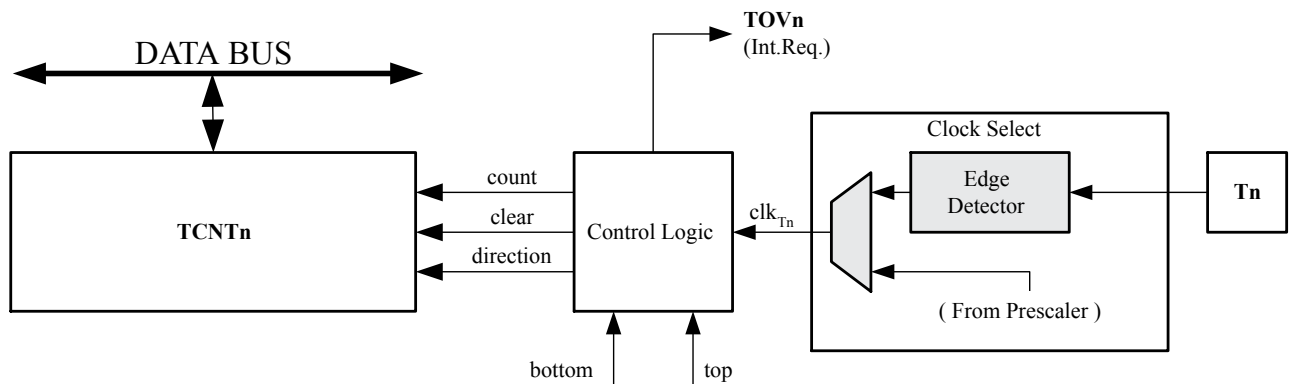 TOVn
(Int.Req.)
DATA BUS
Clock Select
count
Edge
Detector
Tn
clear
TCNTn
Control Logic
clkTn
direction
( From Prescaler )
bottom
top